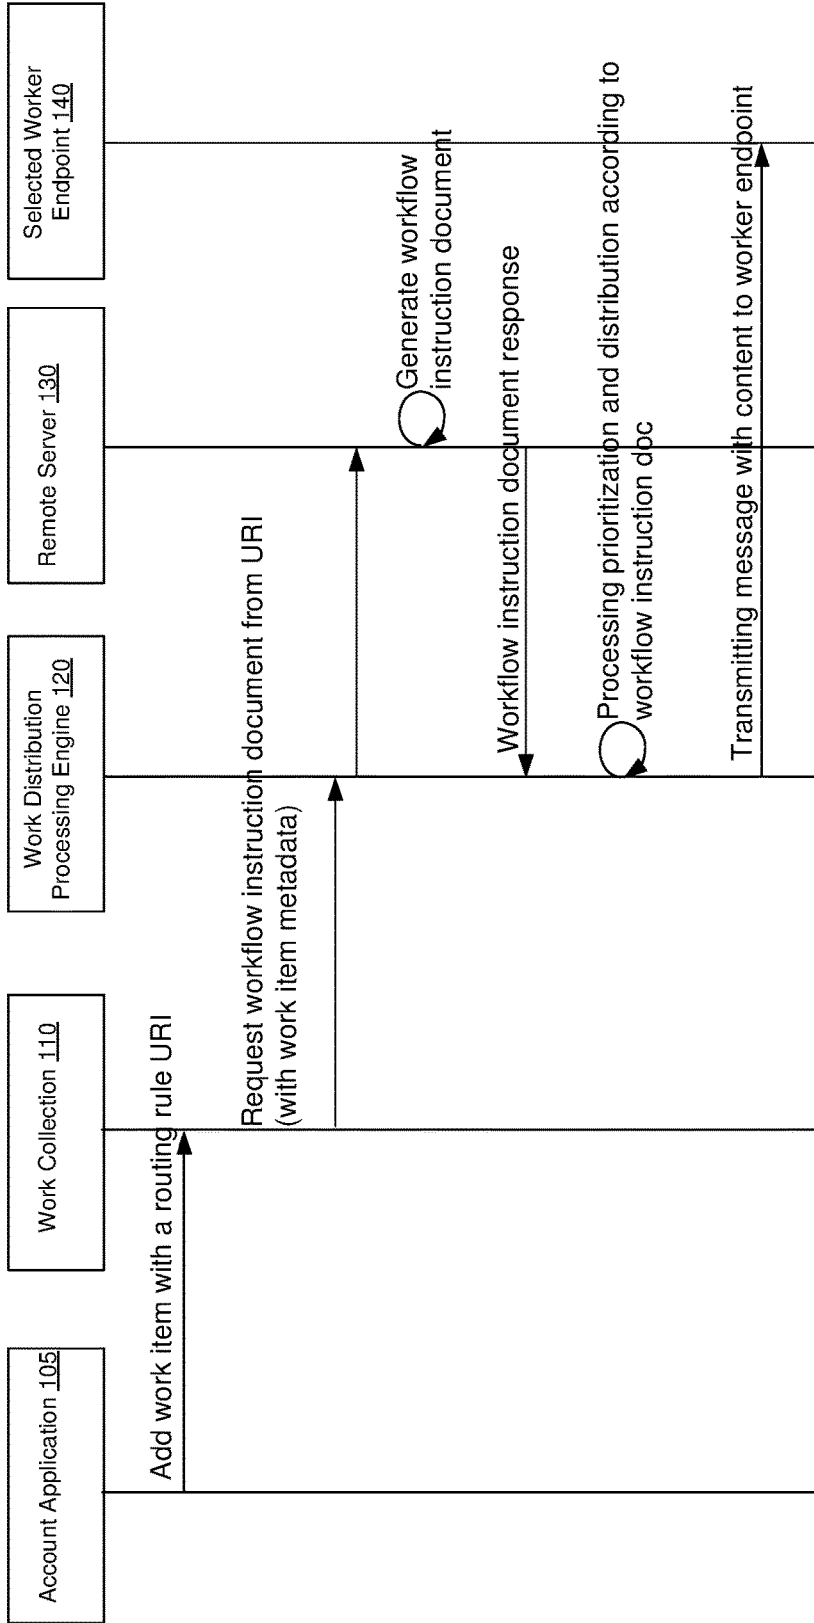 Account Application 105
Work Collection 110
Work Distribution
Processing Engine 120
Remote Server 130
Selected Worker
Endpoint 140
Add work item with a routing rule URI
Request workflow instruction document from URI
(with work item metadata)
Generate workflow
instruction document
Workflow instruction document response
Processing prioritization and distribution according to
workflow instruction doc
Transmitting message with content to worker endpoint